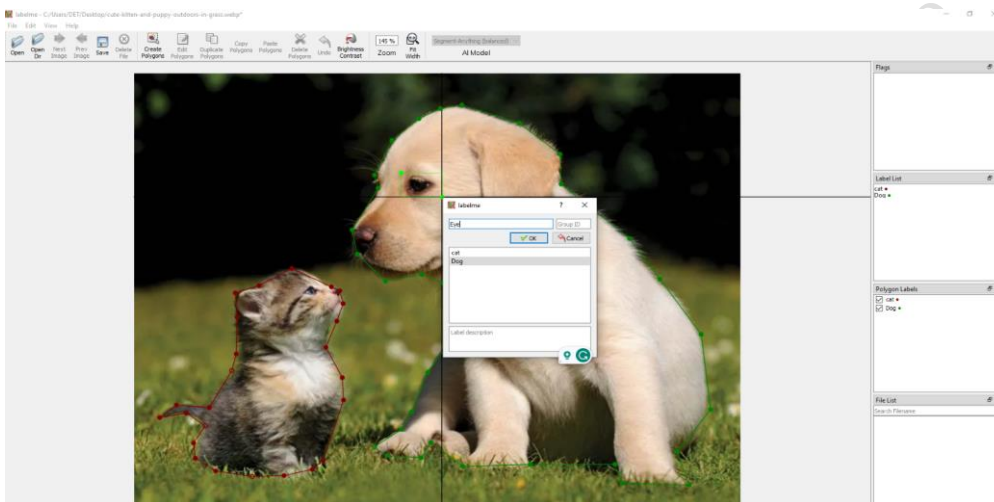 labelme - C:/Users/DET/Desktop/cute-kitten-and-puppy-outdoors-in-grass.webp*
File Edit View Help
Open
Open Dir
Next Image
Prev Image
Save
Delete File
Create Polygons
Edit Polygons
Duplicate Polygons
Copy Polygons
Paste Polygons
Delete Polygons
Undo
Brightness Contrast
145 %
Zoom
Fit Width
Segment-Anything (balanced)
AI Model
Flags
Label List
cat
Dog
Polygon Labels
cat
Dog
File List
Search Filename
labelme
?
Eye
Group ID
OK
Cancel
cat
Dog
Label description